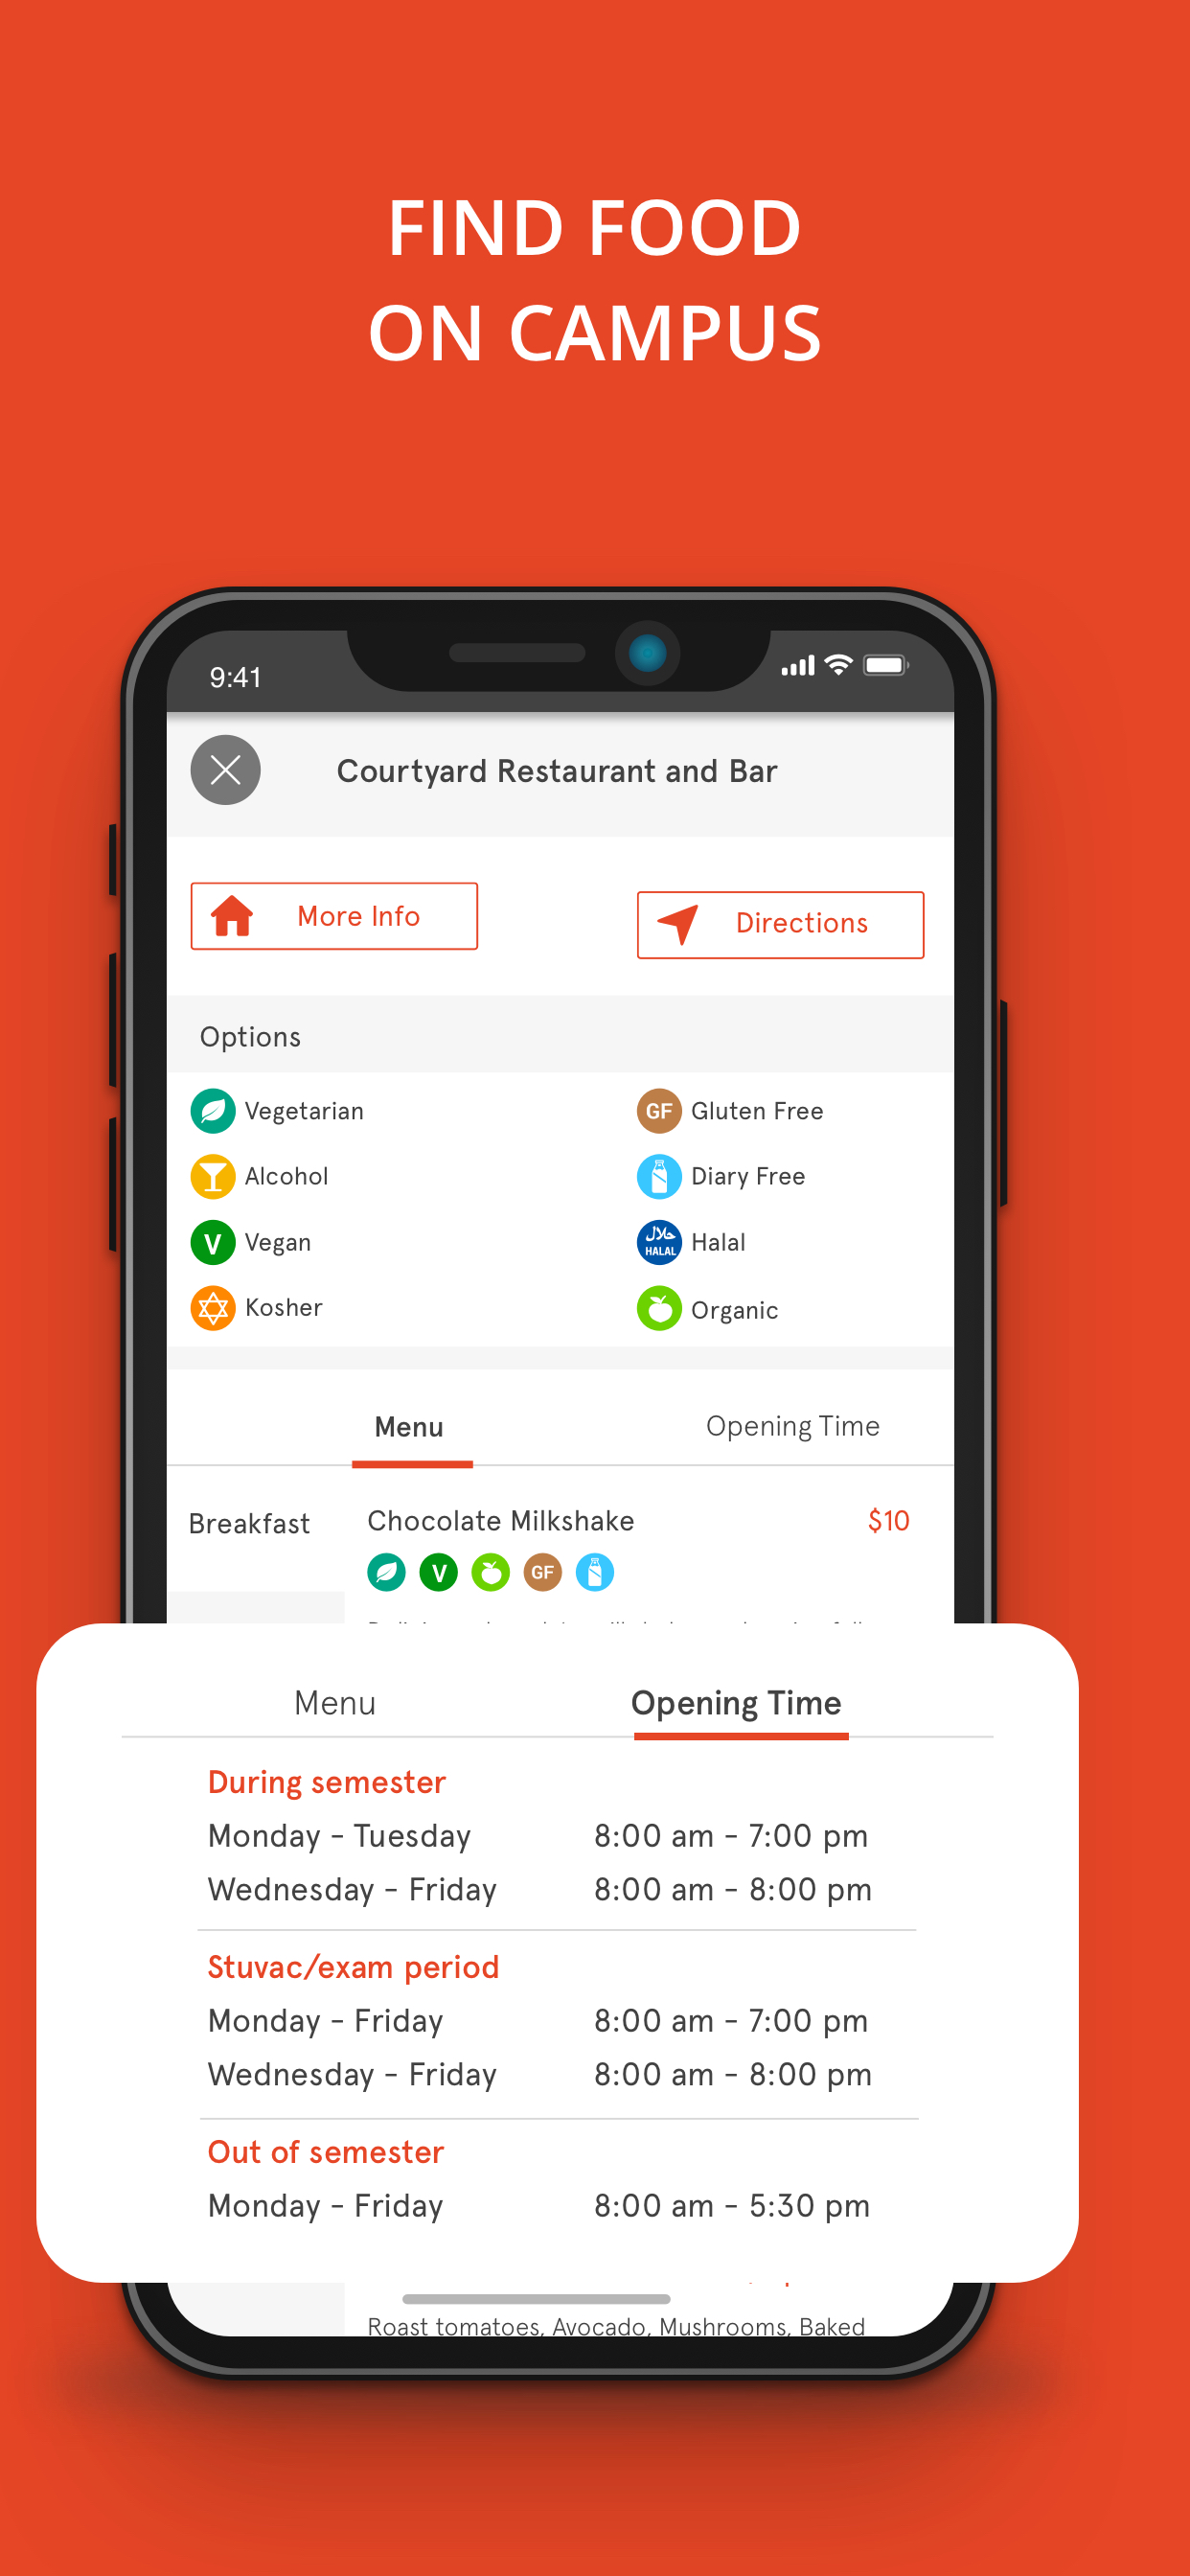 FIND FOOD
ON CAMPUS
9:41
Courtyard Restaurant and Bar
More Info
Directions
Options
Vegetarian
GF Gluten Free
Alcohol
Diary Free
V Vegan
حلال HALAL Halal
Kosher
Organic
Menu Opening Time
Breakfast
Chocolate Milkshake $10
V GF
Menu Opening Time
During semester
Monday - Tuesday 8:00 am - 7:00 pm
Wednesday - Friday 8:00 am - 8:00 pm
Stuvac/exam period
Monday - Friday 8:00 am - 7:00 pm
Wednesday - Friday 8:00 am - 8:00 pm
Out of semester
Monday - Friday 8:00 am - 5:30 pm
Roast tomatoes, Avocado, Mushrooms, Baked